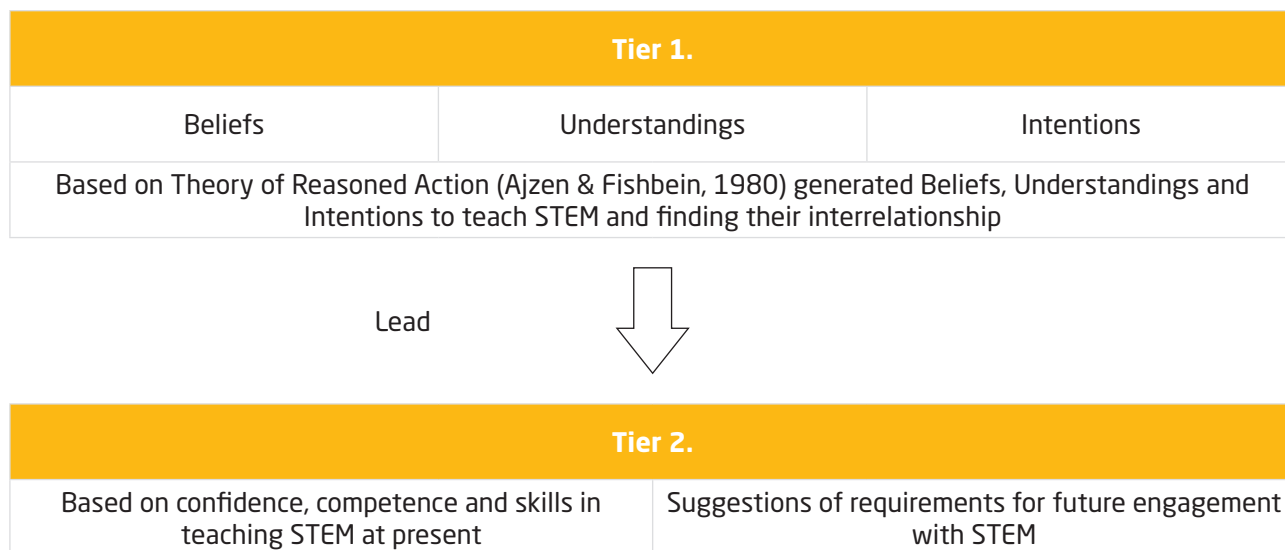 Tier 1.
Beliefs
Understandings
Intentions
Based on Theory of Reasoned Action (Ajzen & Fishbein, 1980) generated Beliefs, Understandings and
Intentions to teach STEM and finding their interrelationship
Lead
Tier 2.
Based on confidence, competence and skills in
teaching STEM at present
Suggestions of requirements for future engagement
with STEM